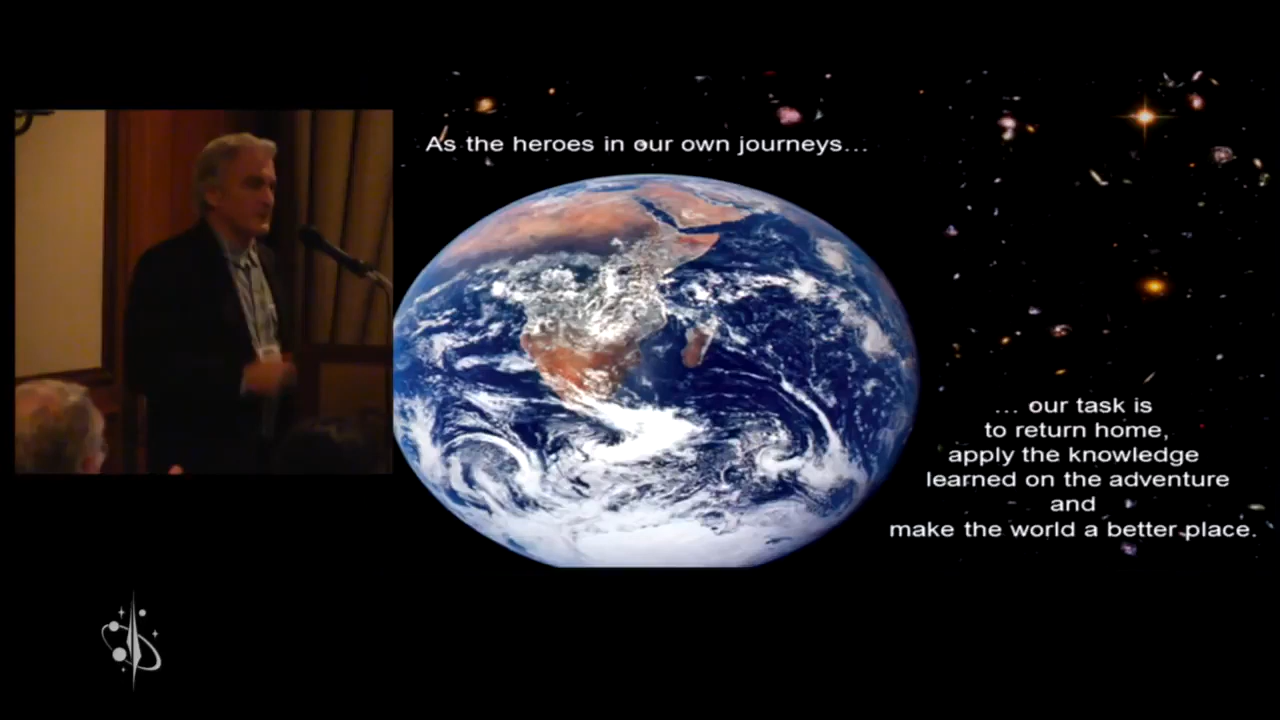 As the heroes in our own journeys...
... our task is
to return home,
apply the knowledge
learned on the adventure
and
make the world a better place.